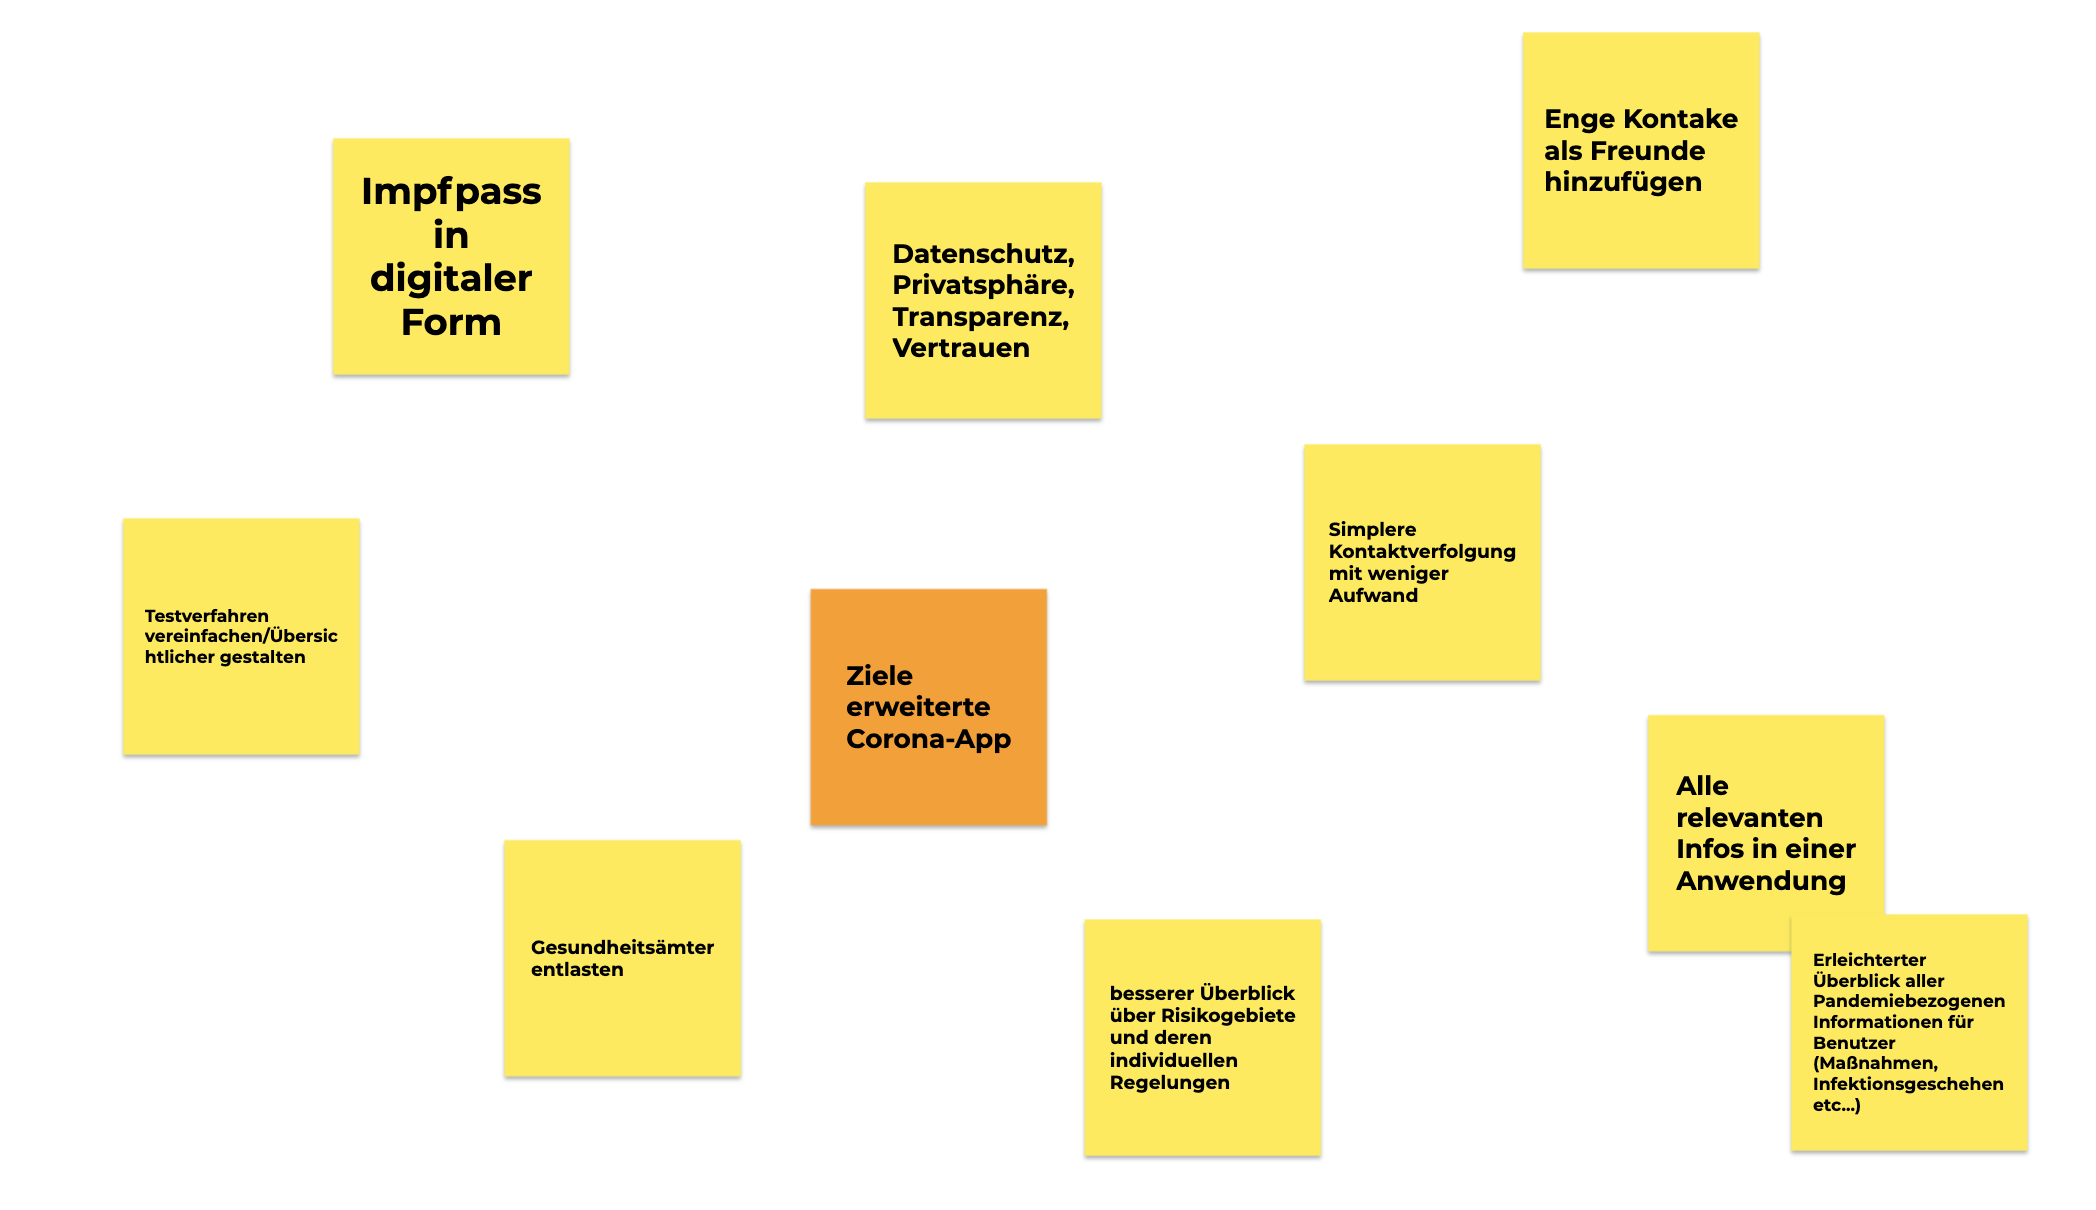 Enge Kontake
als Freunde
hinzufügen
Impfpass
in
digitaler
Form
Datenschutz,
Privatsphäre,
Transparenz,
Vertrauen
Simplere
Kontaktverfolgung
mit weniger
Aufwand
Testverfahren
vereinfachen/Übersic
htlicher gestalten
Ziele
erweiterte
Corona-App
Alle
relevanten
Infos in einer
Anwendung
Gesundheitsämter
entlasten
besserer Überblick
über Risikogebiete
und deren
individuellen
Regelungen
Erleichterter
Überblick aller
Pandemiebezogenen
Informationen für
Benutzer
(Maßnahmen,
Infektionsgeschehen
etc...)